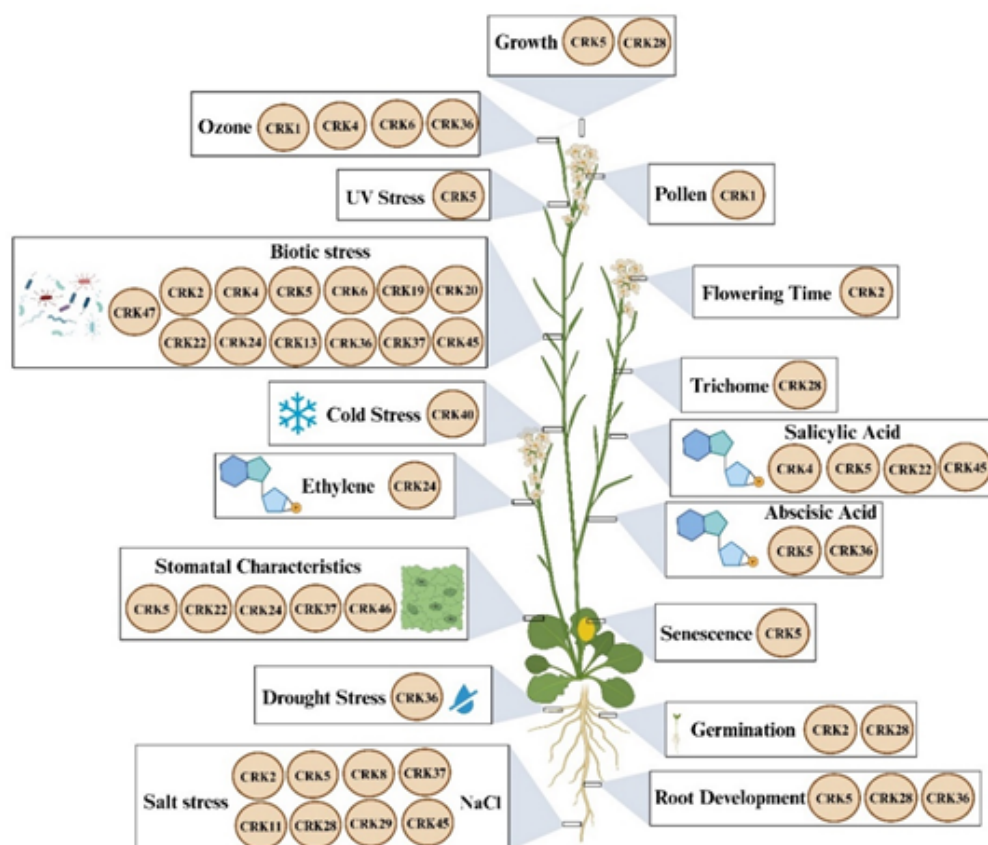 Growth CRK5 CRK28
Ozone CRK1 CRK4 CRK6 CRK36
UV Stress CRK5
Pollen CRK1
Biotic stress
CRK47
CRK2 CRK4 CRK5 CRK6 CRK19 CRK20
CRK22 CRK24 CRK13 CRK36 CRK37 CRK45
Flowering Time CRK2
Cold Stress CRK40
Trichome CRK28
Salicylic Acid
CRK4 CRK5 CRK22 CRK45
Ethylene CRK24
Abscisic Acid
CRK5 CRK36
Stomatal Characteristics
CRK5 CRK22 CRK24 CRK37 CRK46
Senescence CRK5
Drought Stress CRK36
Germination CRK2 CRK28
Salt stress
CRK2 CRK5 CRK8 CRK37
CRK11 CRK28 CRK29 CRK45
NaCl
Root Development CRK5 CRK28 CRK36